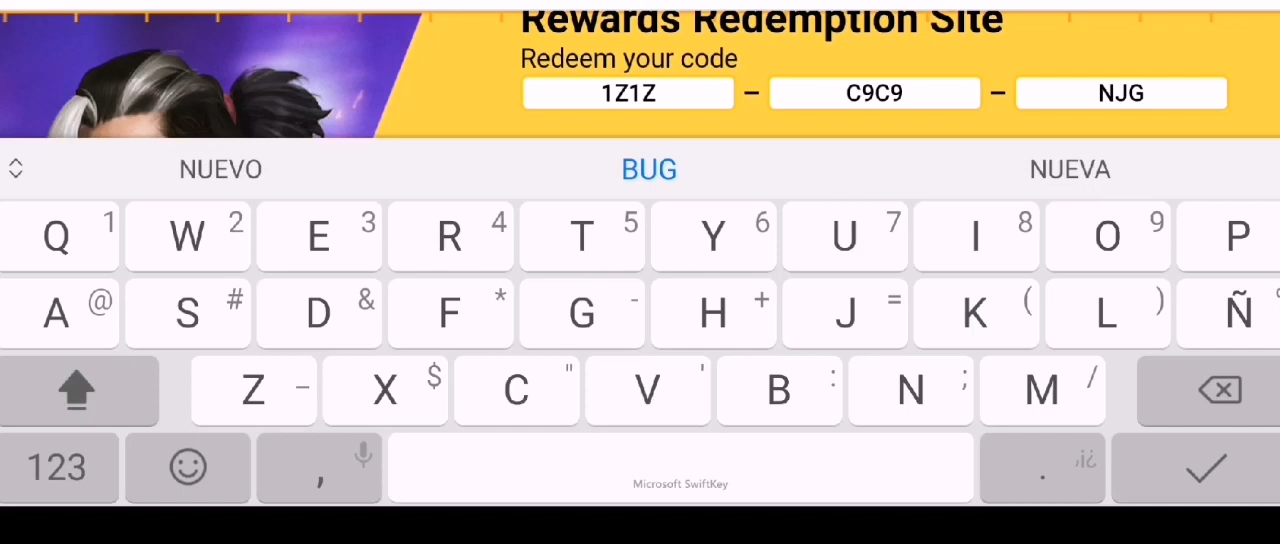 Rewards Redemption Site
Redeem your code
1Z1Z – C9C9 – NJG
NUEVO BUG NUEVA
Q 1 W 2 E 3 R 4 T 5 Y 6 U 7 I 8 O 9 P
A @ S # D & F * G - H + J = K ( L ) Ñ
Z _ X $ C " V ' B : N ; M /
123 , Microsoft SwiftKey . ,!¿